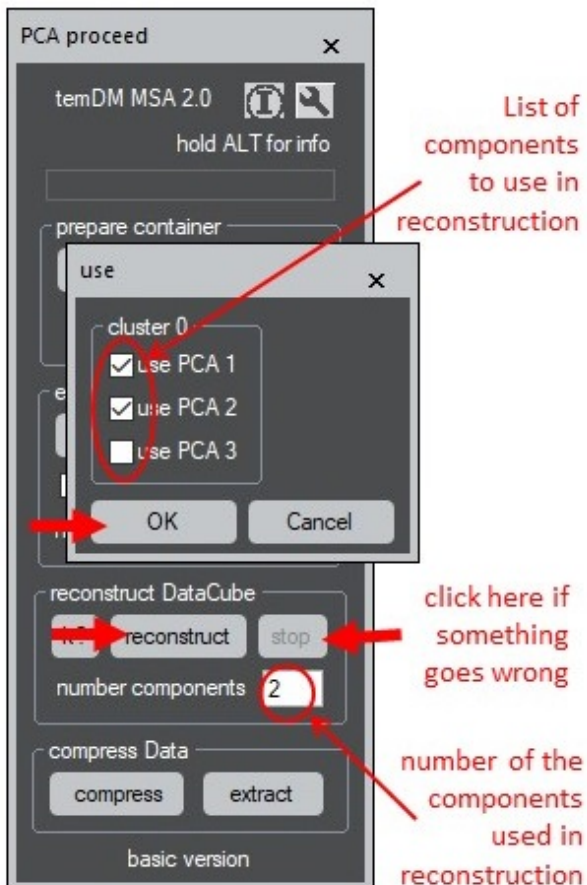 PCA proceed
temDM MSA 2.0
hold ALT for info
List of
components
to use in
reconstruction
prepare container
use
cluster 0
use PCA 1
use PCA 2
use PCA 3
OK
Cancel
reconstruct DataCube
reconstruct
stop
number components 2
click here if
something
goes wrong
compress Data
compress
extract
basic version
number of the
components
used in
reconstruction